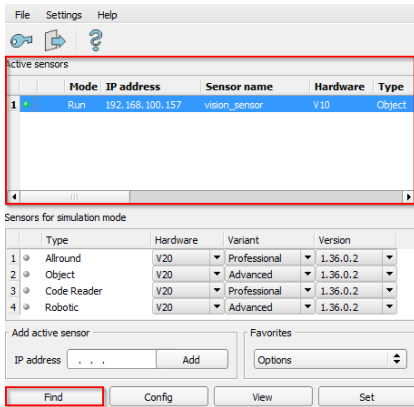 File Settings Help
Active sensors
Mode IP address Sensor name Hardware Type
1 Run 192.168.100.157 vision_sensor V10 Object
Sensors for simulation mode
Type Hardware Variant Version
1 Allround V20 Professional 1.36.0.2
2 Object V20 Advanced 1.36.0.2
3 Code Reader V20 Professional 1.36.0.2
4 Robotic V20 Advanced 1.36.0.2
Add active sensor Favorites
IP address . . . Add Options
Find Config View Set